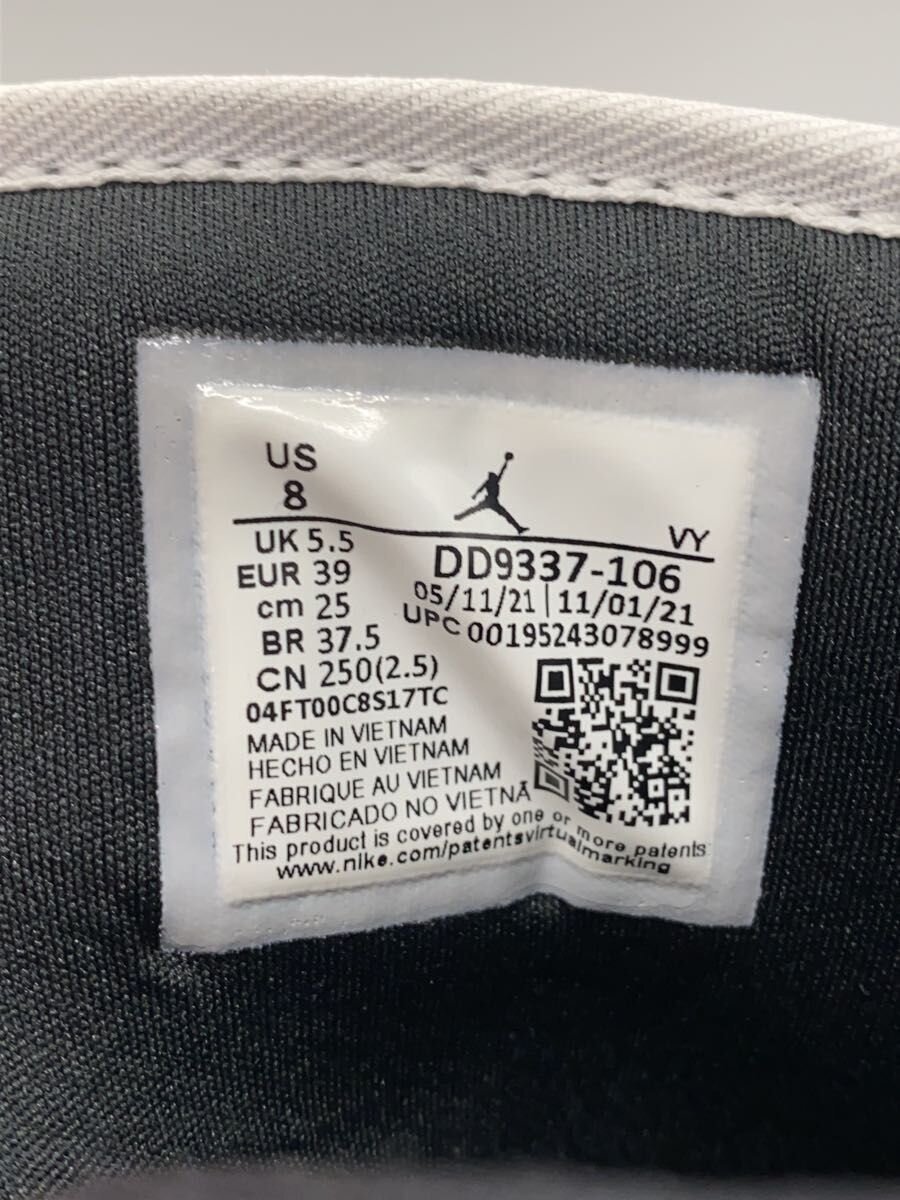 US
8
VY
UK 5.5
EUR 39
cm 25
BR 37.5
CN 250(2.5)
DD9337-106
05/11/21 | 11/01/21
UPC 00195243078999
04FT00C8S17TC
MADE IN VIETNAM
HECHO EN VIETNAM
FABRIQUE AU VIETNAM
FABRICADO NO VIETNÃ
This product is covered by one or more patents
www.nike.com/patentsvirtualmarking